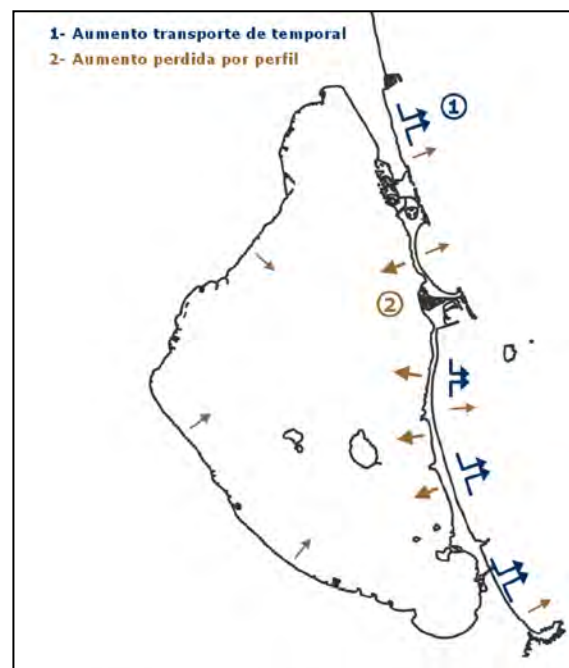 1- Aumento transporte de temporal
2- Aumento perdida por perfil
1
2